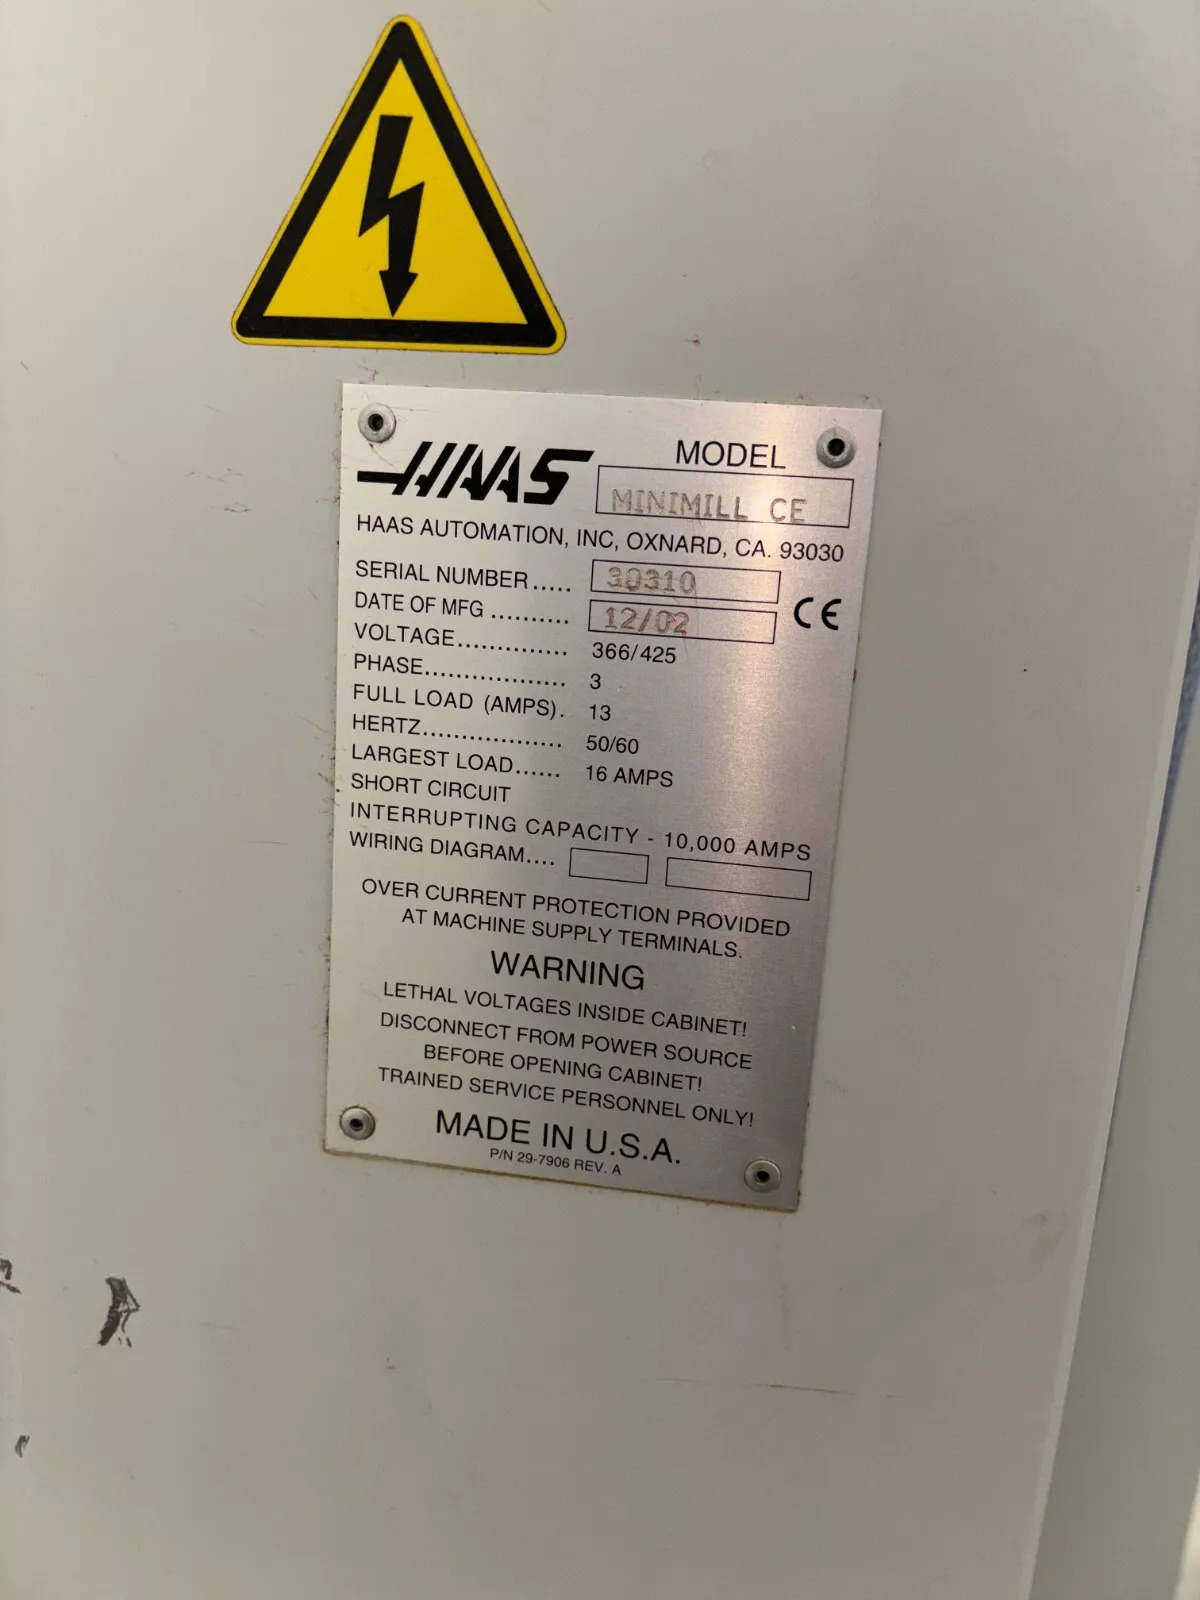 HAAS
MODEL
MINIMILL CE
HAAS AUTOMATION, INC, OXNARD, CA. 93030
SERIAL NUMBER..... 30310
DATE OF MFG .......... 12/02
CE
VOLTAGE.............. 366/425
PHASE.................. 3
FULL LOAD (AMPS). 13
HERTZ.................. 50/60
LARGEST LOAD...... 16 AMPS
SHORT CIRCUIT
INTERRUPTING CAPACITY - 10,000 AMPS
WIRING DIAGRAM....
OVER CURRENT PROTECTION PROVIDED
AT MACHINE SUPPLY TERMINALS.
WARNING
LETHAL VOLTAGES INSIDE CABINET!
DISCONNECT FROM POWER SOURCE
BEFORE OPENING CABINET!
TRAINED SERVICE PERSONNEL ONLY!
MADE IN U.S.A.
P/N 29-7906 REV. A